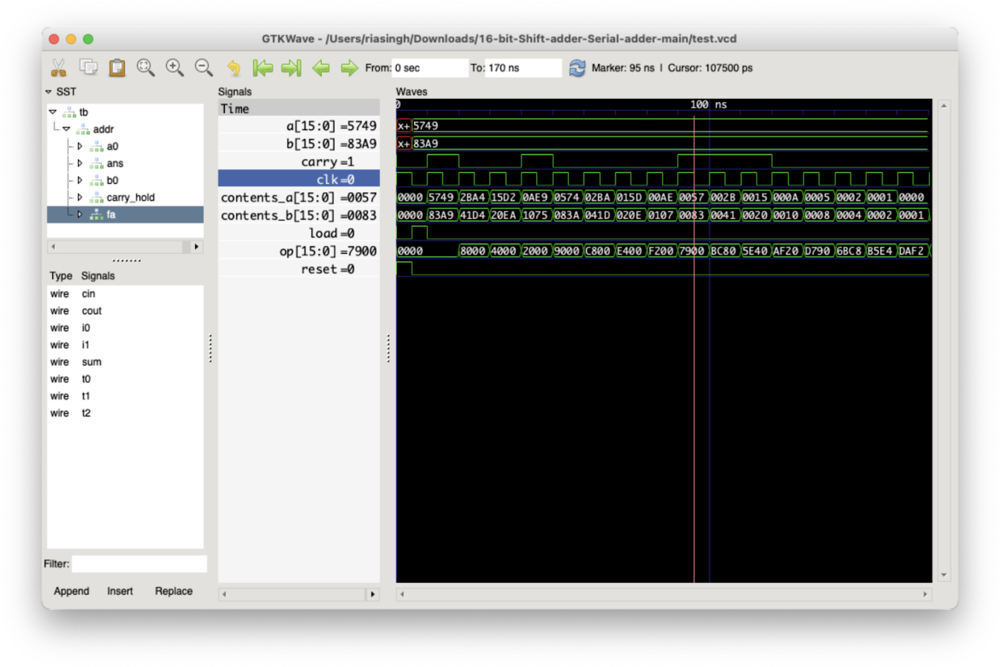 GTKWave - /Users/riasingh/Downloads/16-bit-Shift-adder-Serial-adder-main/test.vcd
From: 0 sec To: 170 ns Marker: 95 ns | Cursor: 107500 ps
SST
tb
addr
a0
ans
b0
carry_hold
fa
Type Signals
wire cin
wire cout
wire i0
wire i1
wire sum
wire t0
wire t1
wire t2
Filter:
Append Insert Replace
Signals
Time
a[15:0] =5749
b[15:0] =83A9
carry =1
clk =0
contents_a[15:0] =0057
contents_b[15:0] =0083
load =0
op[15:0] =7900
reset =0
Waves
0 100 ns
x+ 5749
x+ 83A9
0000 5749 2BA4 15D2 0AE9 0574 02BA 015D 00AE 0057 002B 0015 000A 0005 0002 0001 0000
0000 83A9 41D4 20EA 1075 083A 041D 020E 0107 0083 0041 0020 0010 0008 0004 0002 0001
0000 8000 4000 2000 9000 C800 E400 F200 7900 BC80 5E40 AF20 D790 6BC8 B5E4 DAF2